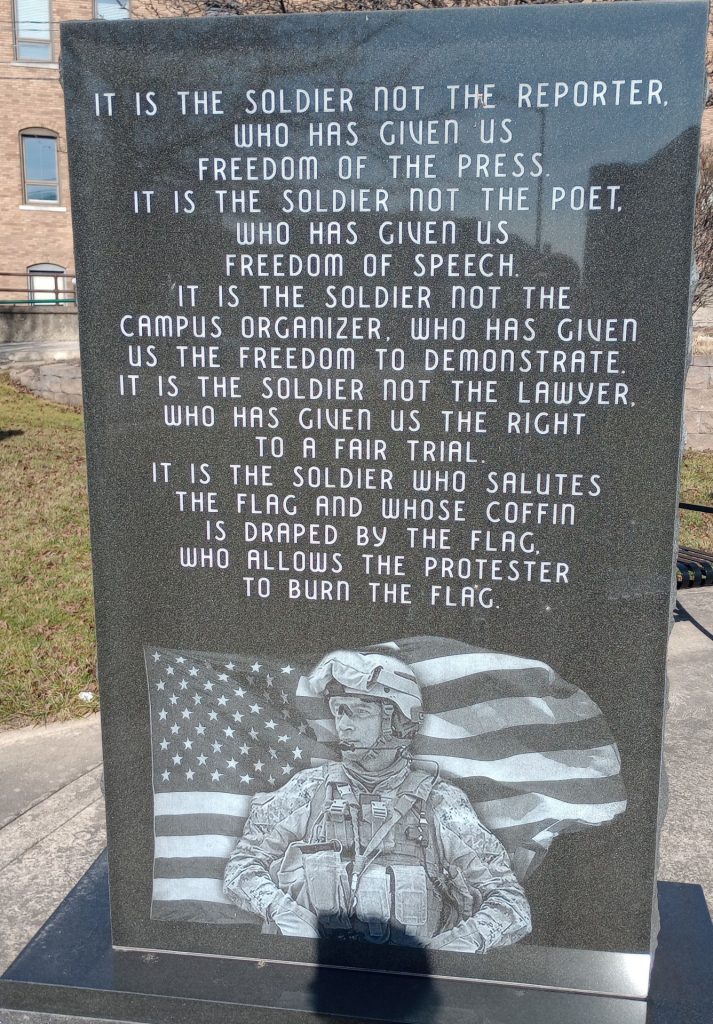 IT IS THE SOLDIER NOT THE REPORTER,
WHO HAS GIVEN US
FREEDOM OF THE PRESS.
IT IS THE SOLDIER NOT THE POET,
WHO HAS GIVEN US
FREEDOM OF SPEECH.
IT IS THE SOLDIER NOT THE
CAMPUS ORGANIZER, WHO HAS GIVEN
US THE FREEDOM TO DEMONSTRATE.
IT IS THE SOLDIER NOT THE LAWYER,
WHO HAS GIVEN US THE RIGHT
TO A FAIR TRIAL.
IT IS THE SOLDIER WHO SALUTES
THE FLAG AND WHOSE COFFIN
IS DRAPED BY THE FLAG,
WHO ALLOWS THE PROTESTER
TO BURN THE FLAG.